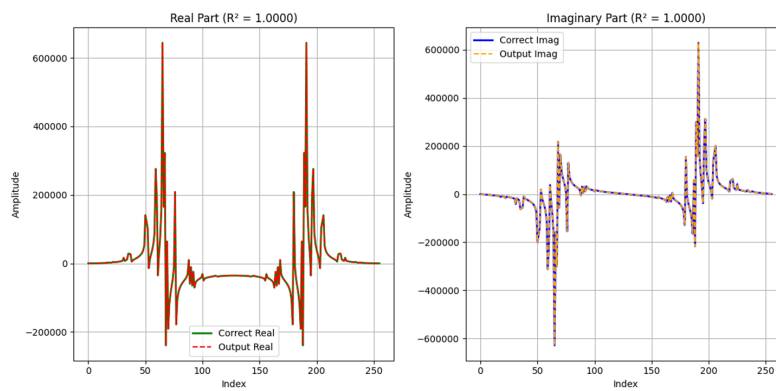 Real Part (R² = 1.0000)
Amplitude
600000
400000
200000
0
−200000
Correct Real
Output Real
0 50 100 150 200 250
Index
Imaginary Part (R² = 1.0000)
Correct Imag
Output Imag
Amplitude
600000
400000
200000
0
−200000
−400000
−600000
0 50 100 150 200 250
Index